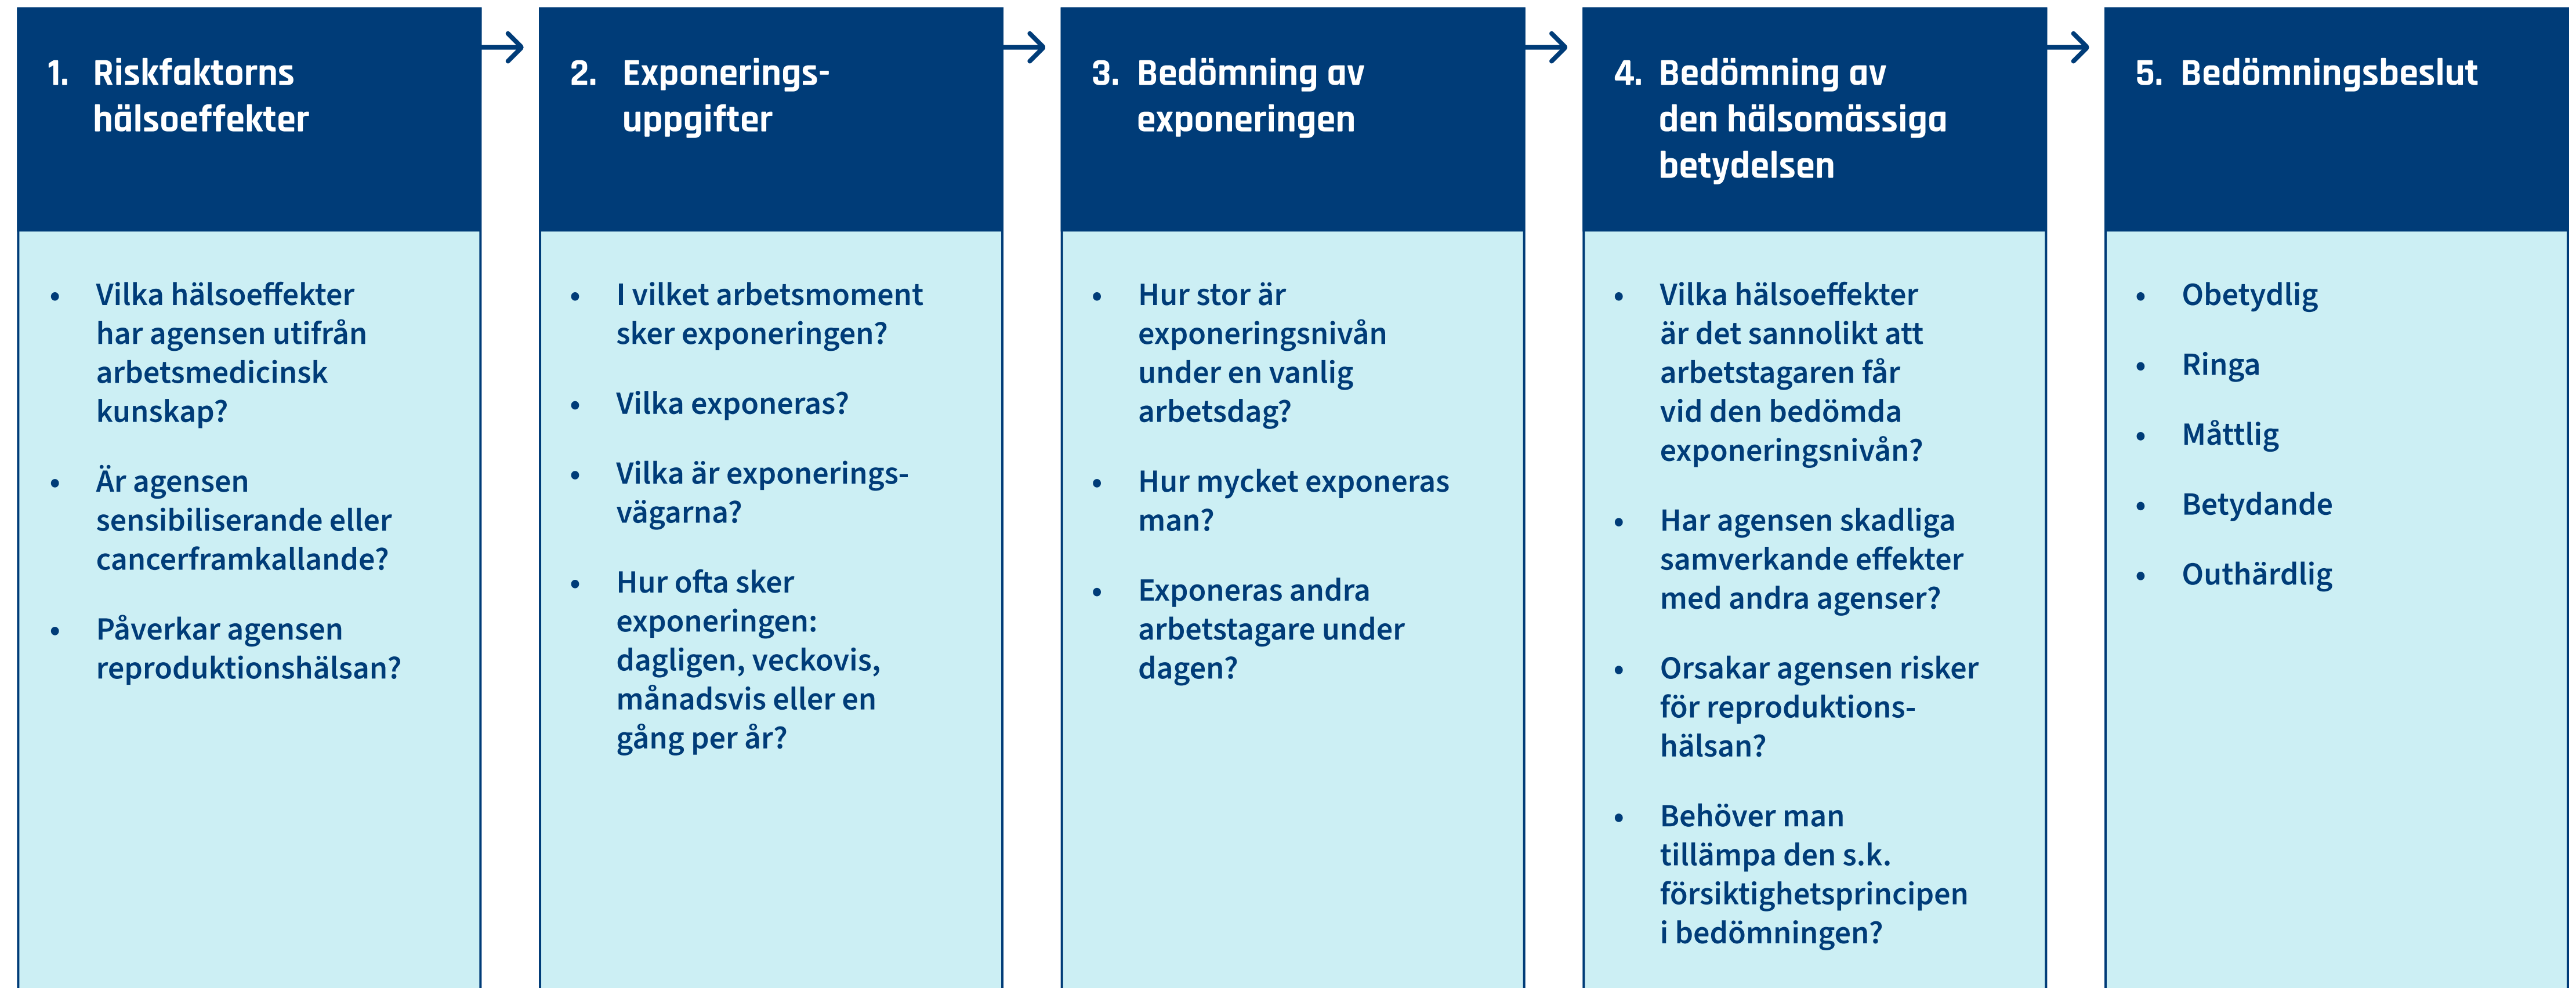 1. Riskfaktorns
hälsoeffekter
• Vilka hälsoeffekter
har agensen utifrån
arbetsmedicinsk
kunskap?
• Är agensen
sensibiliserande eller
cancerframkallande?
• Påverkar agensen
reproduktionshälsan?
2. Exponerings-
uppgifter
• I vilket arbetsmoment
sker exponeringen?
• Vilka exponeras?
• Vilka är exponerings-
vägarna?
• Hur ofta sker
exponeringen:
dagligen, veckovis,
månadsvis eller en
gång per år?
3. Bedömning av
exponeringen
• Hur stor är
exponeringsnivån
under en vanlig
arbetsdag?
• Hur mycket exponeras
man?
• Exponeras andra
arbetstagare under
dagen?
4. Bedömning av
den hälsomässiga
betydelsen
• Vilka hälsoeffekter
är det sannolikt att
arbetstagaren får
vid den bedömda
exponeringsnivån?
• Har agensen skadliga
samverkande effekter
med andra agenser?
• Orsakar agensen risker
för reproduktions-
hälsan?
• Behöver man
tillämpa den s.k.
försiktighetsprincipen
i bedömningen?
5. Bedömningsbeslut
• Obetydlig
• Ringa
• Måttlig
• Betydande
• Outhärdlig